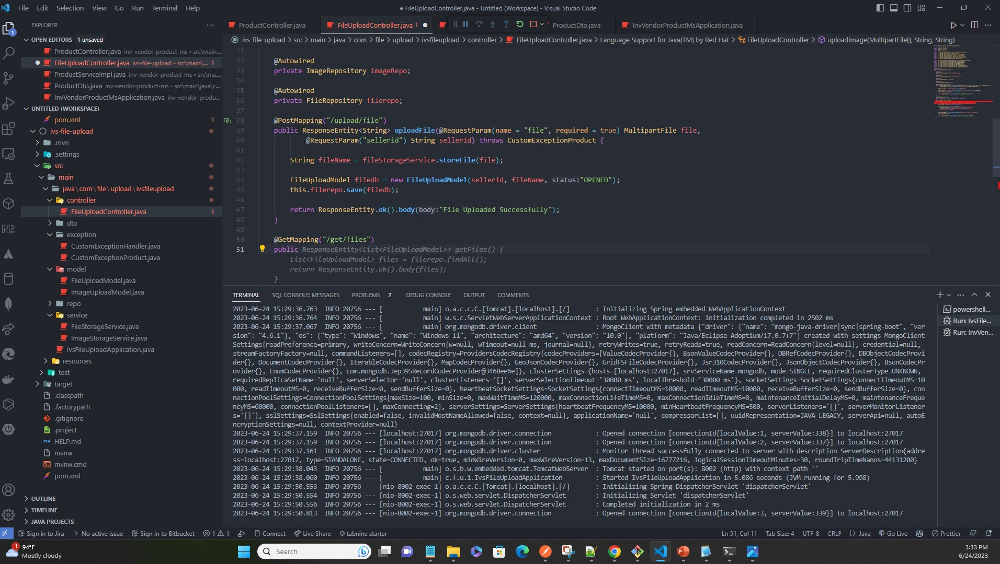 File Edit Selection View Go Run Terminal Help
● FileUploadController.java - Untitled (Workspace) - Visual Studio Code
EXPLORER
OPEN EDITORS 1 unsaved
ProductController.java inv-vendor-product-ms • src\main...
FileUploadController.java ivs-file-upload • src\main\... 1
ProductServiceImpl.java inv-vendor-product-ms • src\main...
ProductDto.java inv-vendor-product-ms • src\main\java\c...
InvVendorProductMsApplication.java inv-vendor-produ...
UNTITLED (WORKSPACE)
pom.xml 1
ivs-file-upload
.mvn
.settings
src
main
java\com\file\upload\ivsfileupload
controller
FileUploadController.java 1
dto
exception
CustomExceptionHandler.java
CustomExceptionProduct.java
model
FileUploadModel.java
ImageUploadModel.java
repo
service
FileStorageService.java
ImageStorageService.java
IvsFileUploadApplication.java
resources
test
target
.classpath
.factorypath
.gitignore
.project
HELP.md
mvnw
mvnw.cmd
pom.xml
OUTLINE
TIMELINE
JAVA PROJECTS
ProductController.java FileUploadController.java 1 ● ProductDto.java InvVendorProductMsApplication.java
ivs-file-upload > src > main > java > com > file > upload > ivsfileupload > controller > FileUploadController.java > Language Support for Java(TM) by Red Hat > FileUploadController > uploadImage(MultipartFile[], String, String)
31
32 @Autowired
33 private ImageRepository imageRepo;
34
35 @Autowired
36 private FileRepository filerepo;
37
38 @PostMapping("/upload/file")
39 public ResponseEntity<String> uploadFile(@RequestParam(name = "file", required = true) MultipartFile file,
40 @RequestParam("sellerid") String sellerId) throws CustomExceptionProduct {
41
42 String fileName = fileStorageService.storeFile(file);
43
44 FileUploadModel filedb = new FileUploadModel(sellerId, fileName, status:"OPENED");
45 this.filerepo.save(filedb);
46
47 return ResponseEntity.ok().body(body:"File Uploaded Successfully");
48 }
49
50 @GetMapping("/get/files")
51 public ResponseEntity<List<FileUploadModel>> getFiles() {
List<FileUploadModel> files = filerepo.findAll();
return ResponseEntity.ok().body(files);
}
TERMINAL SQL CONSOLE: MESSAGES PROBLEMS 2 DEBUG CONSOLE OUTPUT COMMENTS
2023-06-24 15:29:36.763 INFO 20756 --- [ main] o.a.c.c.C.[Tomcat].[localhost].[/] : Initializing Spring embedded WebApplicationContext
2023-06-24 15:29:36.764 INFO 20756 --- [ main] w.s.c.ServletWebServerApplicationContext : Root WebApplicationContext: initialization completed in 2502 ms
2023-06-24 15:29:37.067 INFO 20756 --- [ main] org.mongodb.driver.client : MongoClient with metadata {"driver": {"name": "mongo-java-driver|sync|spring-boot", "ver
sion": "4.6.1"}, "os": {"type": "Windows", "name": "Windows 11", "architecture": "amd64", "version": "10.0"}, "platform": "Java/Eclipse Adoptium/17.0.7+7"} created with settings MongoClient
Settings{readPreference=primary, writeConcern=WriteConcern{w=null, wTimeout=null ms, journal=null}, retryWrites=true, retryReads=true, readConcern=ReadConcern{level=null}, credential=null,
streamFactoryFactory=null, commandListeners=[], codecRegistry=ProvidersCodecRegistry{codecProviders=[ValueCodecProvider{}, BsonValueCodecProvider{}, DBRefCodecProvider{}, DBObjectCodecProvi
der{}, DocumentCodecProvider{}, IterableCodecProvider{}, MapCodecProvider{}, GeoJsonCodecProvider{}, GridFSFileCodecProvider{}, Jsr310CodecProvider{}, JsonObjectCodecProvider{}, BsonCodecPr
ovider{}, EnumCodecProvider{}, com.mongodb.Jep395RecordCodecProvider@3468ee6e]}, clusterSettings={hosts=[localhost:27017], srvServiceName=mongodb, mode=SINGLE, requiredClusterType=UNKNOWN,
requiredReplicaSetName='null', serverSelector='null', clusterListeners='[]', serverSelectionTimeout='30000 ms', localThreshold='30000 ms'}, socketSettings=SocketSettings{connectTimeoutMS=10
000, readTimeoutMS=0, receiveBufferSize=0, sendBufferSize=0}, heartbeatSocketSettings=SocketSettings{connectTimeoutMS=10000, readTimeoutMS=10000, receiveBufferSize=0, sendBufferSize=0}, con
nectionPoolSettings=ConnectionPoolSettings{maxSize=100, minSize=0, maxWaitTimeMS=120000, maxConnectionLifeTimeMS=0, maxConnectionIdleTimeMS=0, maintenanceInitialDelayMS=0, maintenanceFreque
ncyMS=60000, connectionPoolListeners=[], maxConnecting=2}, serverSettings=ServerSettings{heartbeatFrequencyMS=10000, minHeartbeatFrequencyMS=500, serverListeners='[]', serverMonitorListener
s='[]'}, sslSettings=SslSettings{enabled=false, invalidHostNameAllowed=false, context=null}, applicationName='null', compressorList=[], uuidRepresentation=JAVA_LEGACY, serverApi=null, autoE
ncryptionSettings=null, contextProvider=null}
2023-06-24 15:29:37.159 INFO 20756 --- [localhost:27017] org.mongodb.driver.connection : Opened connection [connectionId{localValue:1, serverValue:338}] to localhost:27017
2023-06-24 15:29:37.159 INFO 20756 --- [localhost:27017] org.mongodb.driver.connection : Opened connection [connectionId{localValue:2, serverValue:337}] to localhost:27017
2023-06-24 15:29:37.161 INFO 20756 --- [localhost:27017] org.mongodb.driver.cluster : Monitor thread successfully connected to server with description ServerDescription{addre
ss=localhost:27017, type=STANDALONE, state=CONNECTED, ok=true, minWireVersion=0, maxWireVersion=13, maxDocumentSize=16777216, logicalSessionTimeoutMinutes=30, roundTripTimeNanos=44131200}
2023-06-24 15:29:38.043 INFO 20756 --- [ main] o.s.b.w.embedded.tomcat.TomcatWebServer : Tomcat started on port(s): 8002 (http) with context path ''
2023-06-24 15:29:38.060 INFO 20756 --- [ main] c.f.u.i.IvsFileUploadApplication : Started IvsFileUploadApplication in 5.086 seconds (JVM running for 5.998)
2023-06-24 15:29:50.553 INFO 20756 --- [nio-8002-exec-1] o.a.c.c.C.[Tomcat].[localhost].[/] : Initializing Spring DispatcherServlet 'dispatcherServlet'
2023-06-24 15:29:50.554 INFO 20756 --- [nio-8002-exec-1] o.s.web.servlet.DispatcherServlet : Initializing Servlet 'dispatcherServlet'
2023-06-24 15:29:50.556 INFO 20756 --- [nio-8002-exec-1] o.s.web.servlet.DispatcherServlet : Completed initialization in 2 ms
2023-06-24 15:29:50.813 INFO 20756 --- [nio-8002-exec-1] org.mongodb.driver.connection : Opened connection [connectionId{localValue:3, serverValue:339}] to localhost:27017
powershell...
Run: IvsFile...
Run: InvVen...
Sign in to Jira No active issue Sign in to Bitbucket 1 1 Connect Live Share tabnine starter
Ln 51, Col 11 Tab Size: 4 UTF-8 CRLF {} Java Go Live Prettier
1 94°F
Mostly cloudy
Search
3:33 PM
6/24/2023